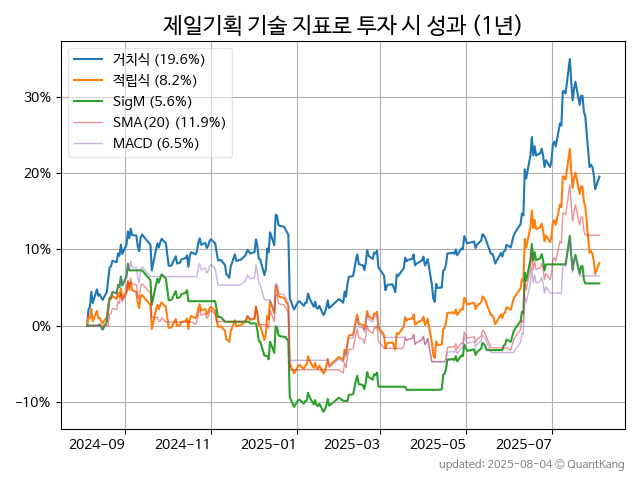 제일기획 기술 지표로 투자 시 성과 (1년)
거치식 (19.6%)
적립식 (8.2%)
SigM (5.6%)
SMA(20) (11.9%)
MACD (6.5%)
30%
20%
10%
0%
−10%
2024-09 2024-11 2025-01 2025-03 2025-05 2025-07
updated: 2025-08-04 © QuantKang